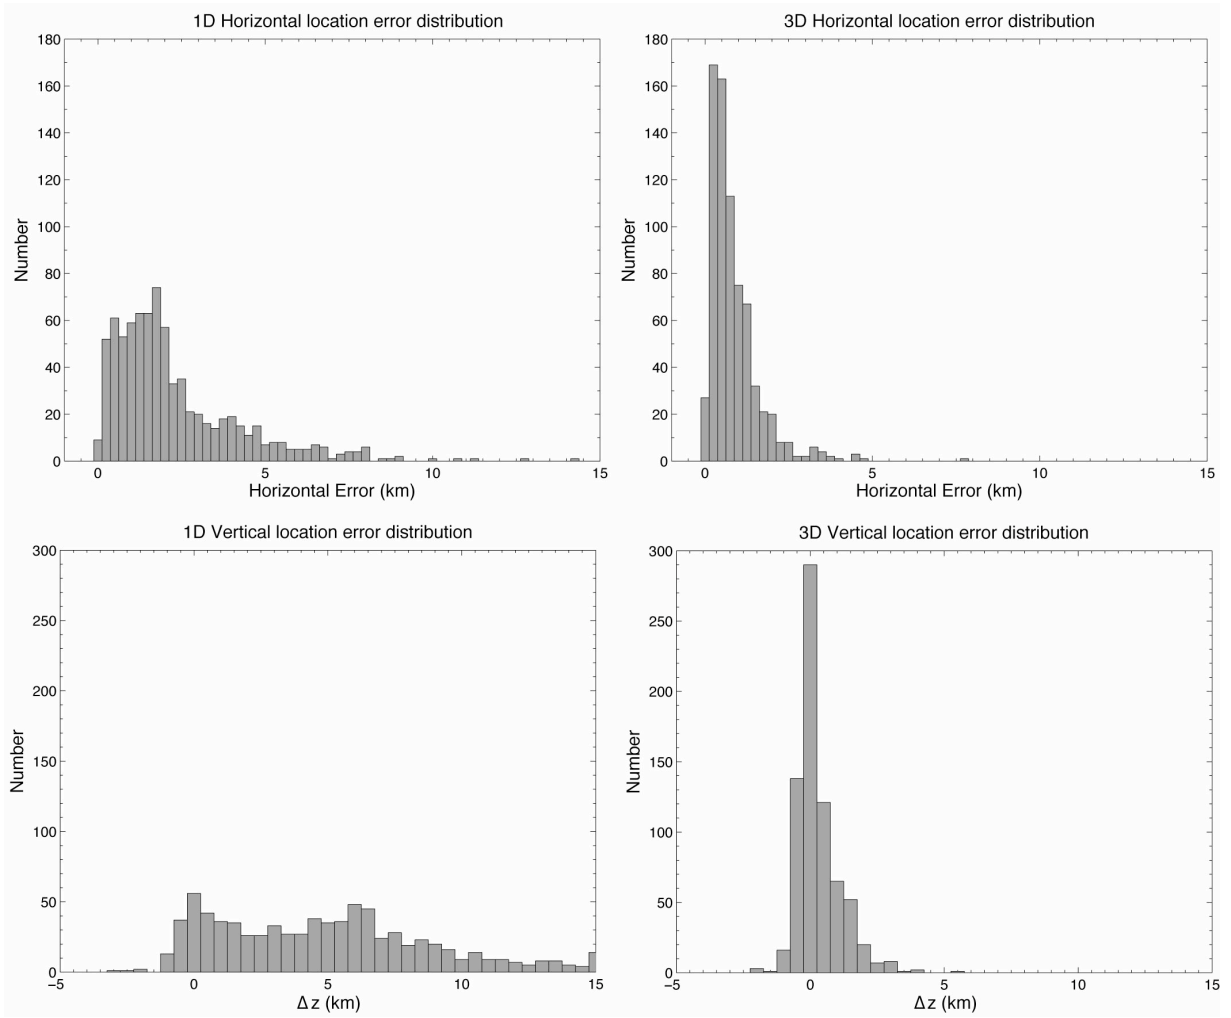 1D Horizontal location error distribution
180
160
140
120
100
80
60
40
20
0
Number
0 5 10 15
Horizontal Error (km)
3D Horizontal location error distribution
180
160
140
120
100
80
60
40
20
0
Number
0 5 10 15
Horizontal Error (km)
1D Vertical location error distribution
300
250
200
150
100
50
0
Number
−5 0 5 10 15
Δ z (km)
3D Vertical location error distribution
300
250
200
150
100
50
0
Number
−5 0 5 10 15
Δ z (km)